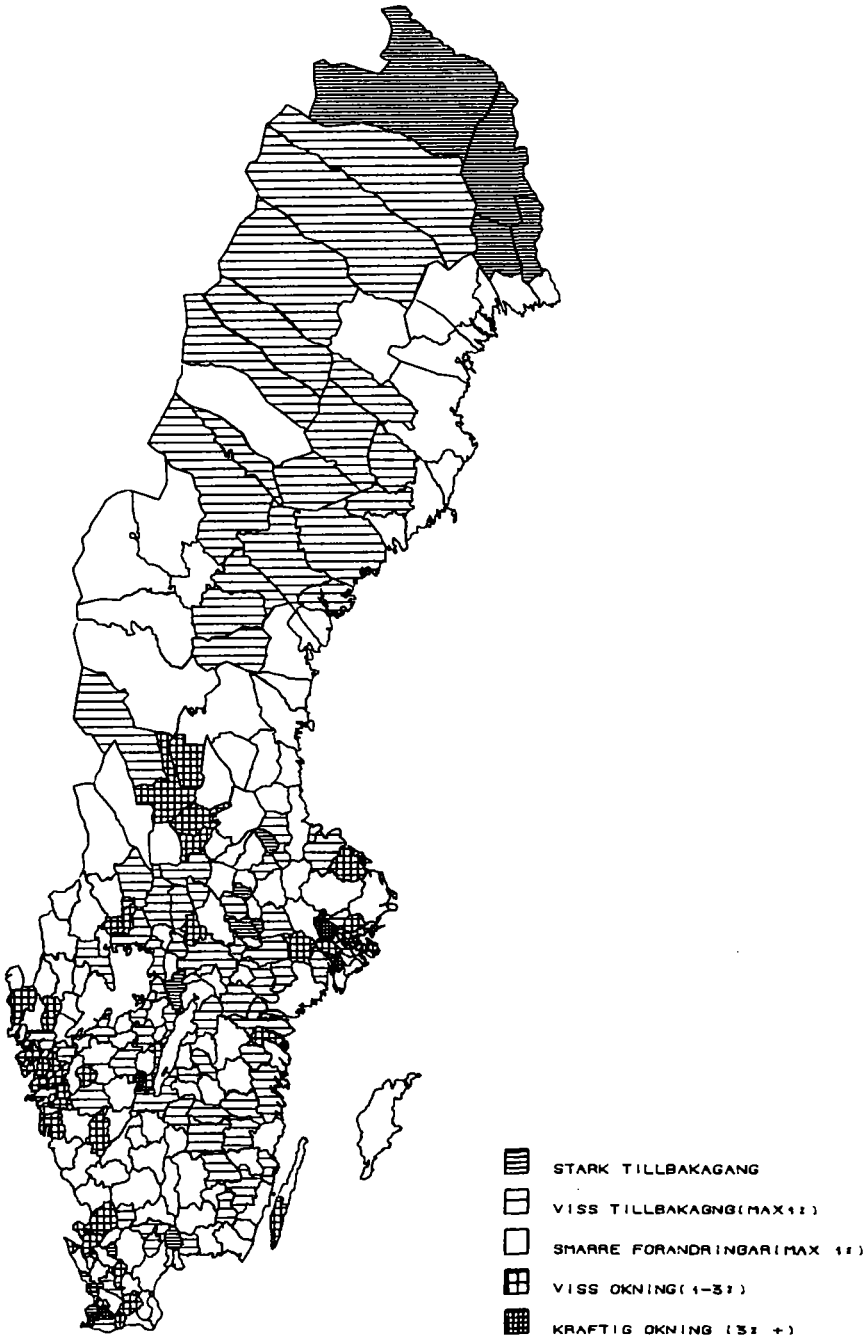 STARK TILLBAKAGANG
VISS TILLBAKAGNG(MAX1%)
SMARRE FORANDRINGAR(MAX 1%)
VISS OKNING(1-3%)
KRAFTIG OKNING (3% +)